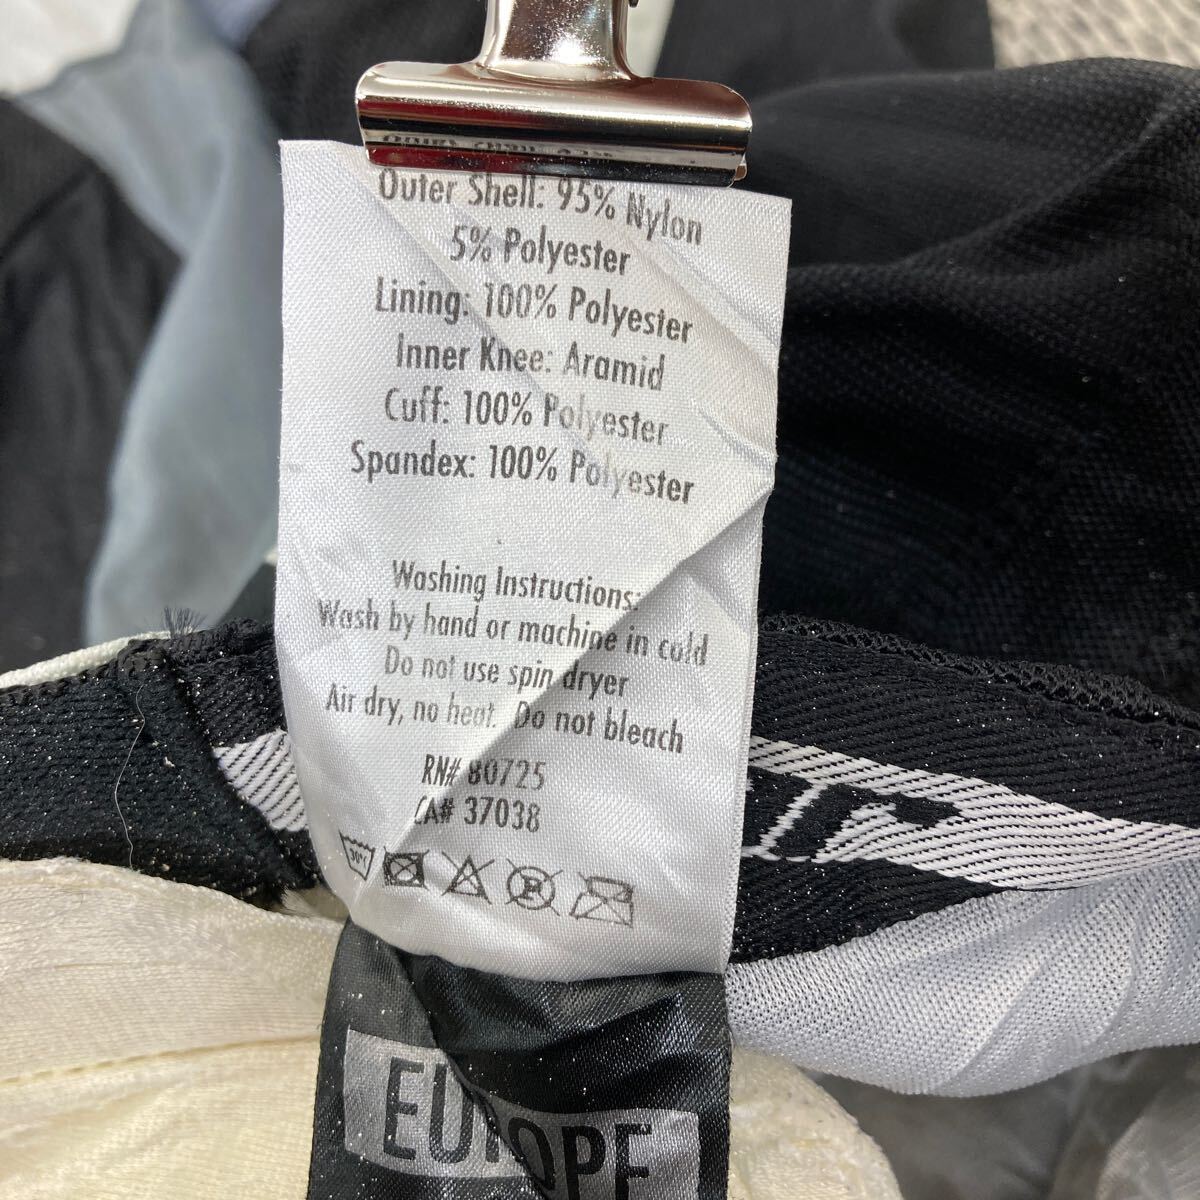 Outer Shell: 95% Nylon
5% Polyester
Lining: 100% Polyester
Inner Knee: Aramid
Cuff: 100% Polyester
Spandex: 100% Polyester
Washing Instructions:
Wash by hand or machine in cold
Do not use spin dryer
Air dry, no heat. Do not bleach
RN# 80725
CA# 37038
30°C
EUROPE